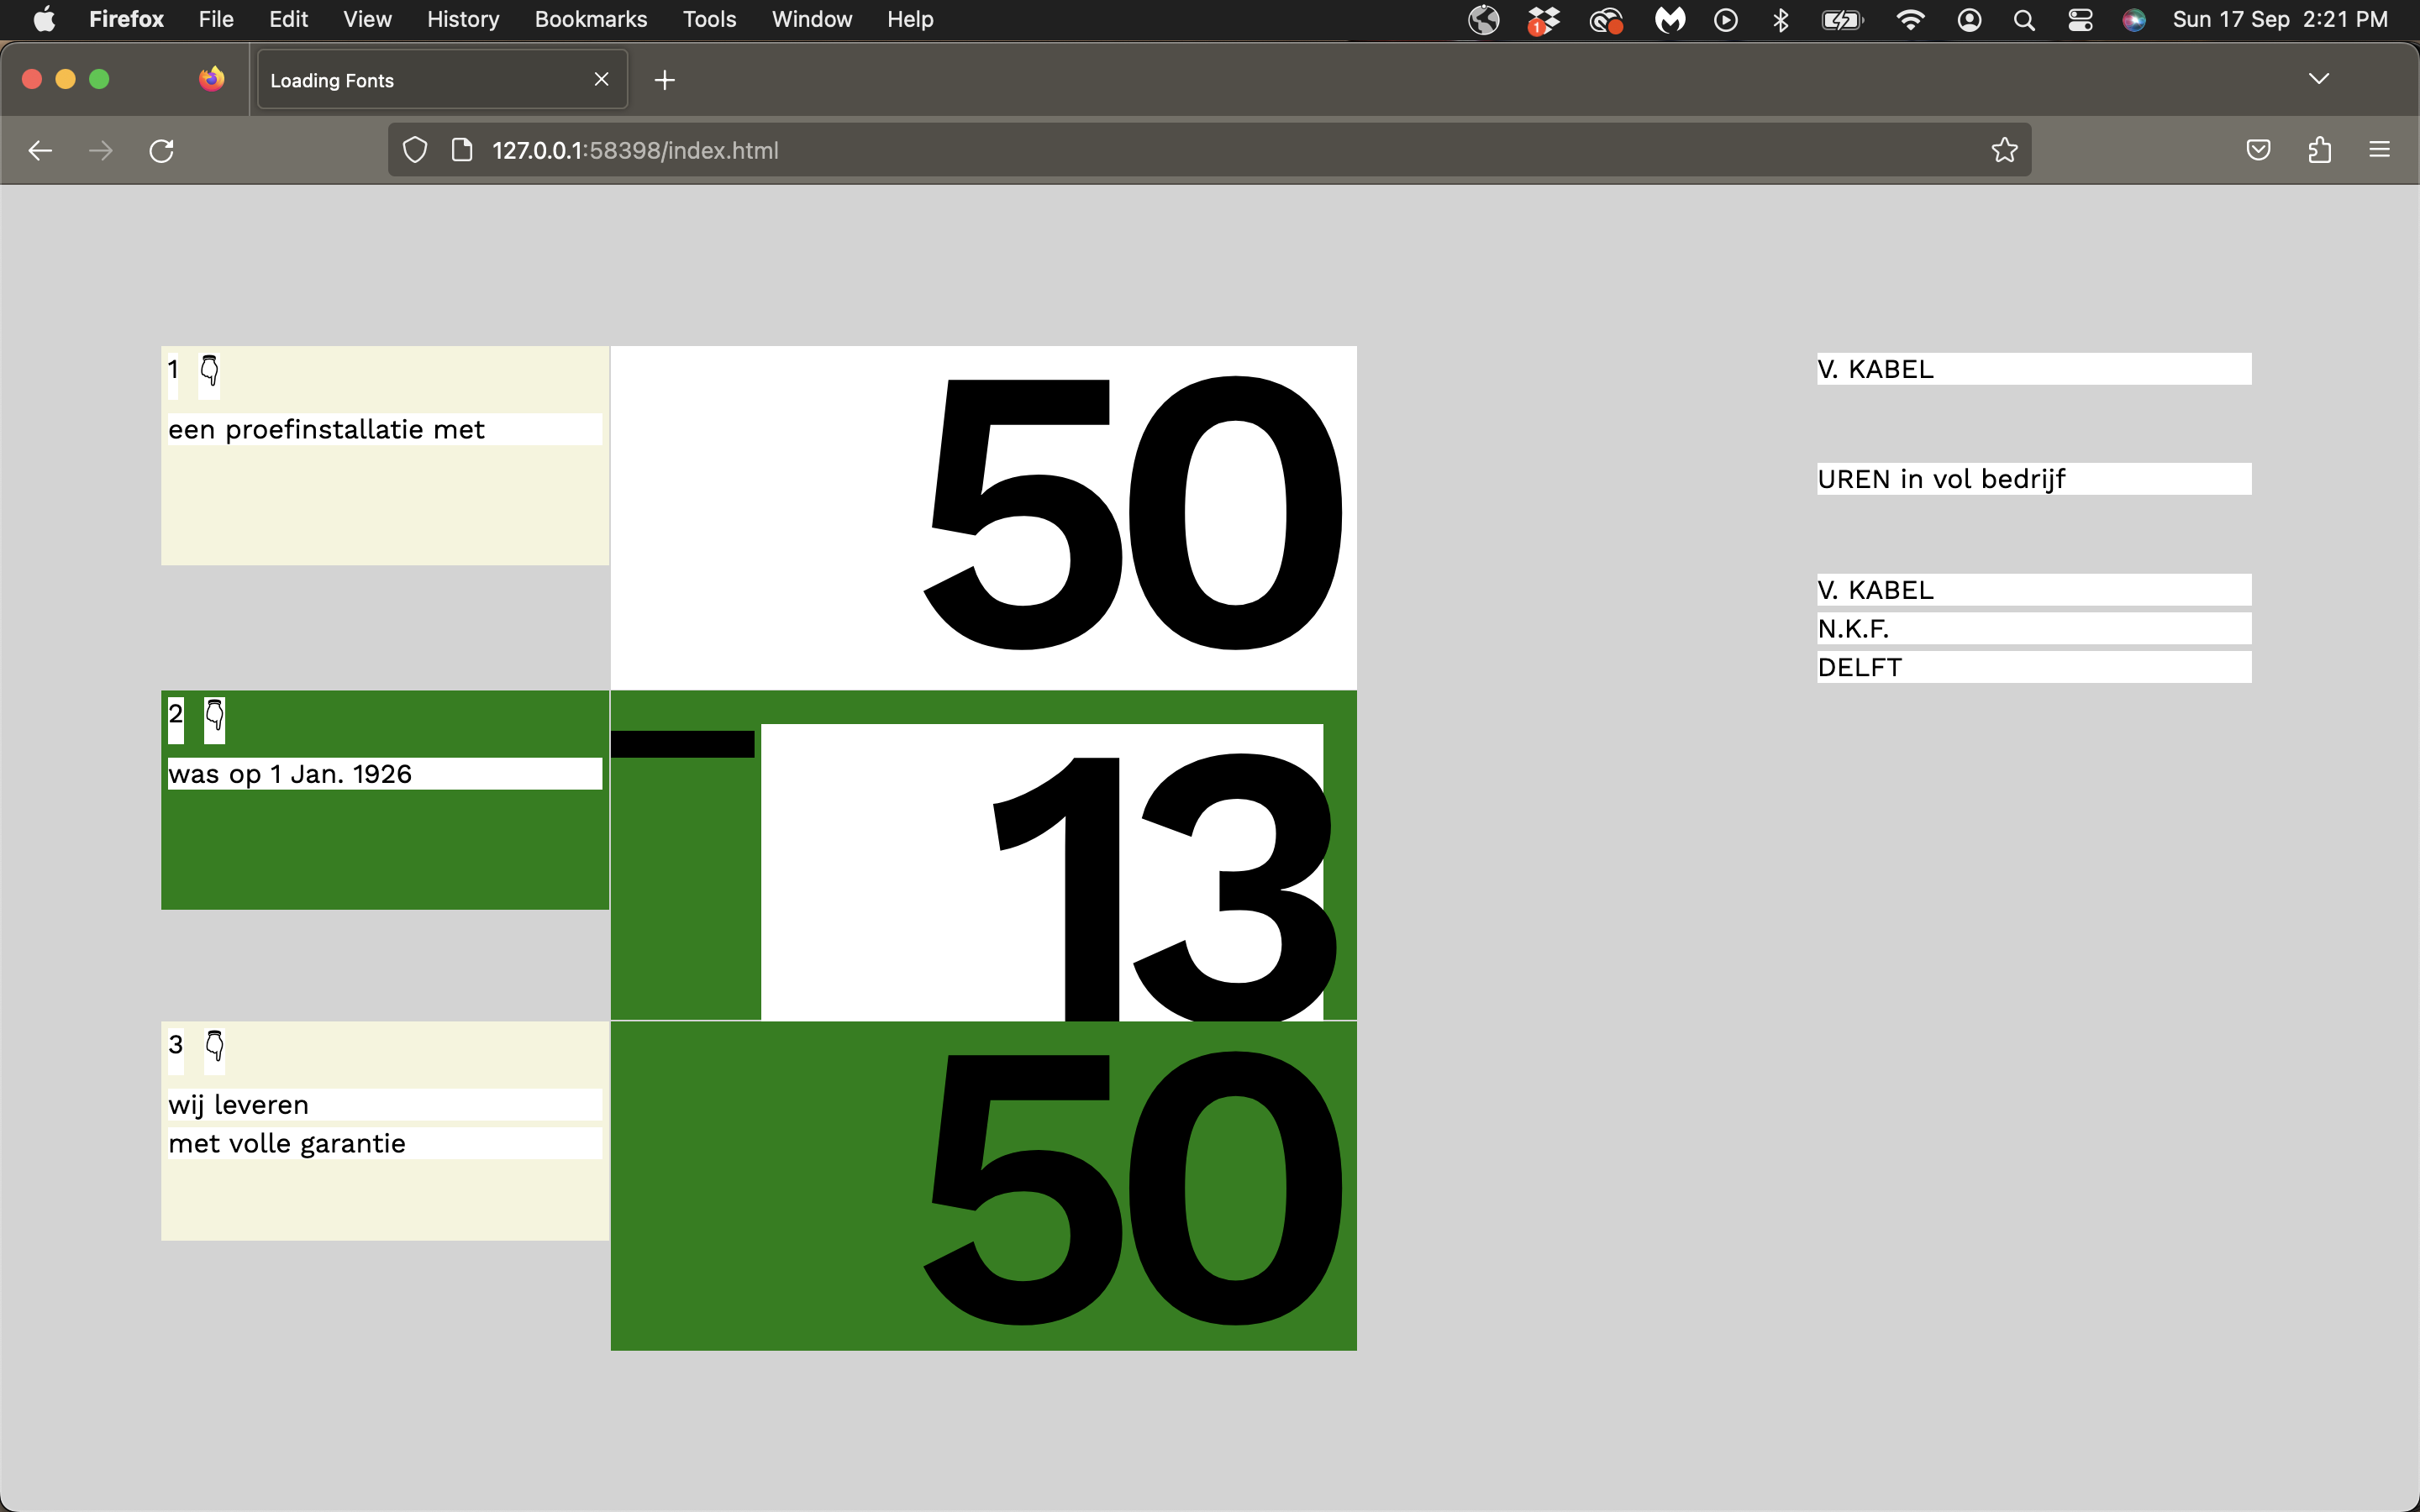 Firefox File Edit View History Bookmarks Tools Window Help
1
Sun 17 Sep 2:21 PM
Loading Fonts
127.0.0.1:58398/index.html
1 👇
een proefinstallatie met
50
V. KABEL
UREN in vol bedrijf
V. KABEL
N.K.F.
DELFT
2 👇
was op 1 Jan. 1926
13
3 👇
wij leveren
met volle garantie
50